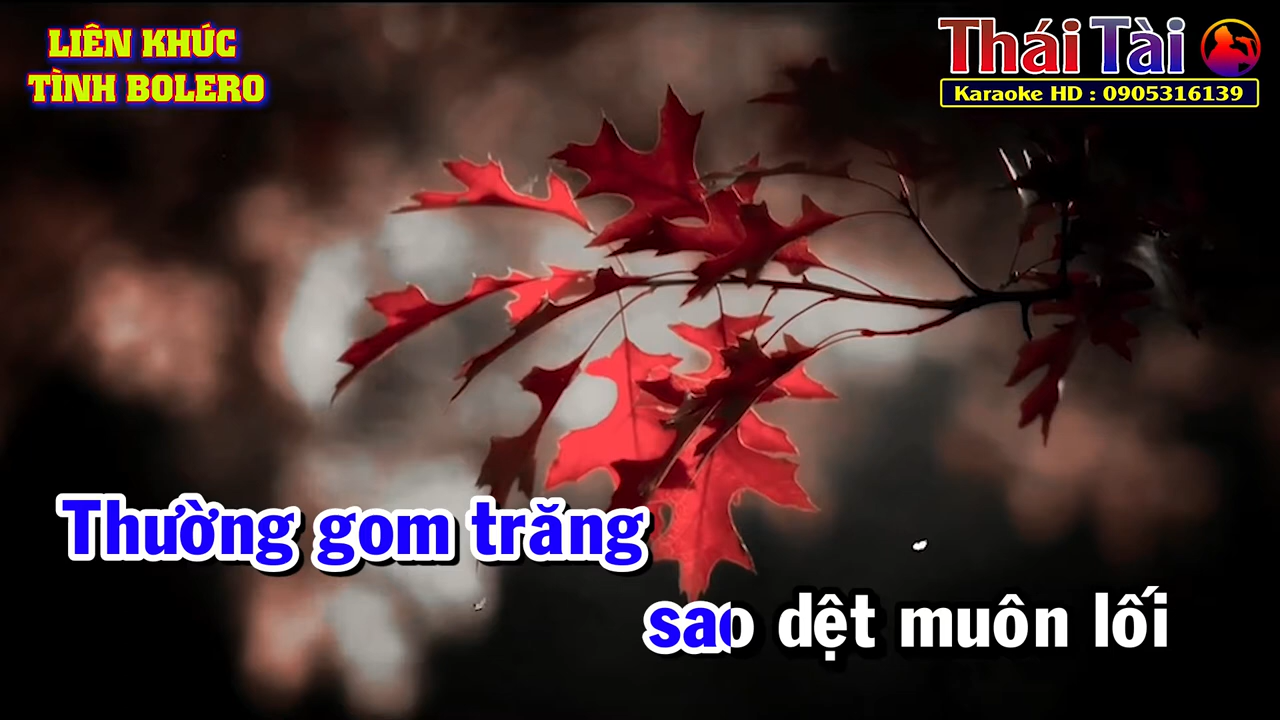 LIÊN KHÚC
TÌNH BOLERO
Thái Tài
Karaoke HD : 0905316139
Thường gom trăng
sao dệt muôn lối